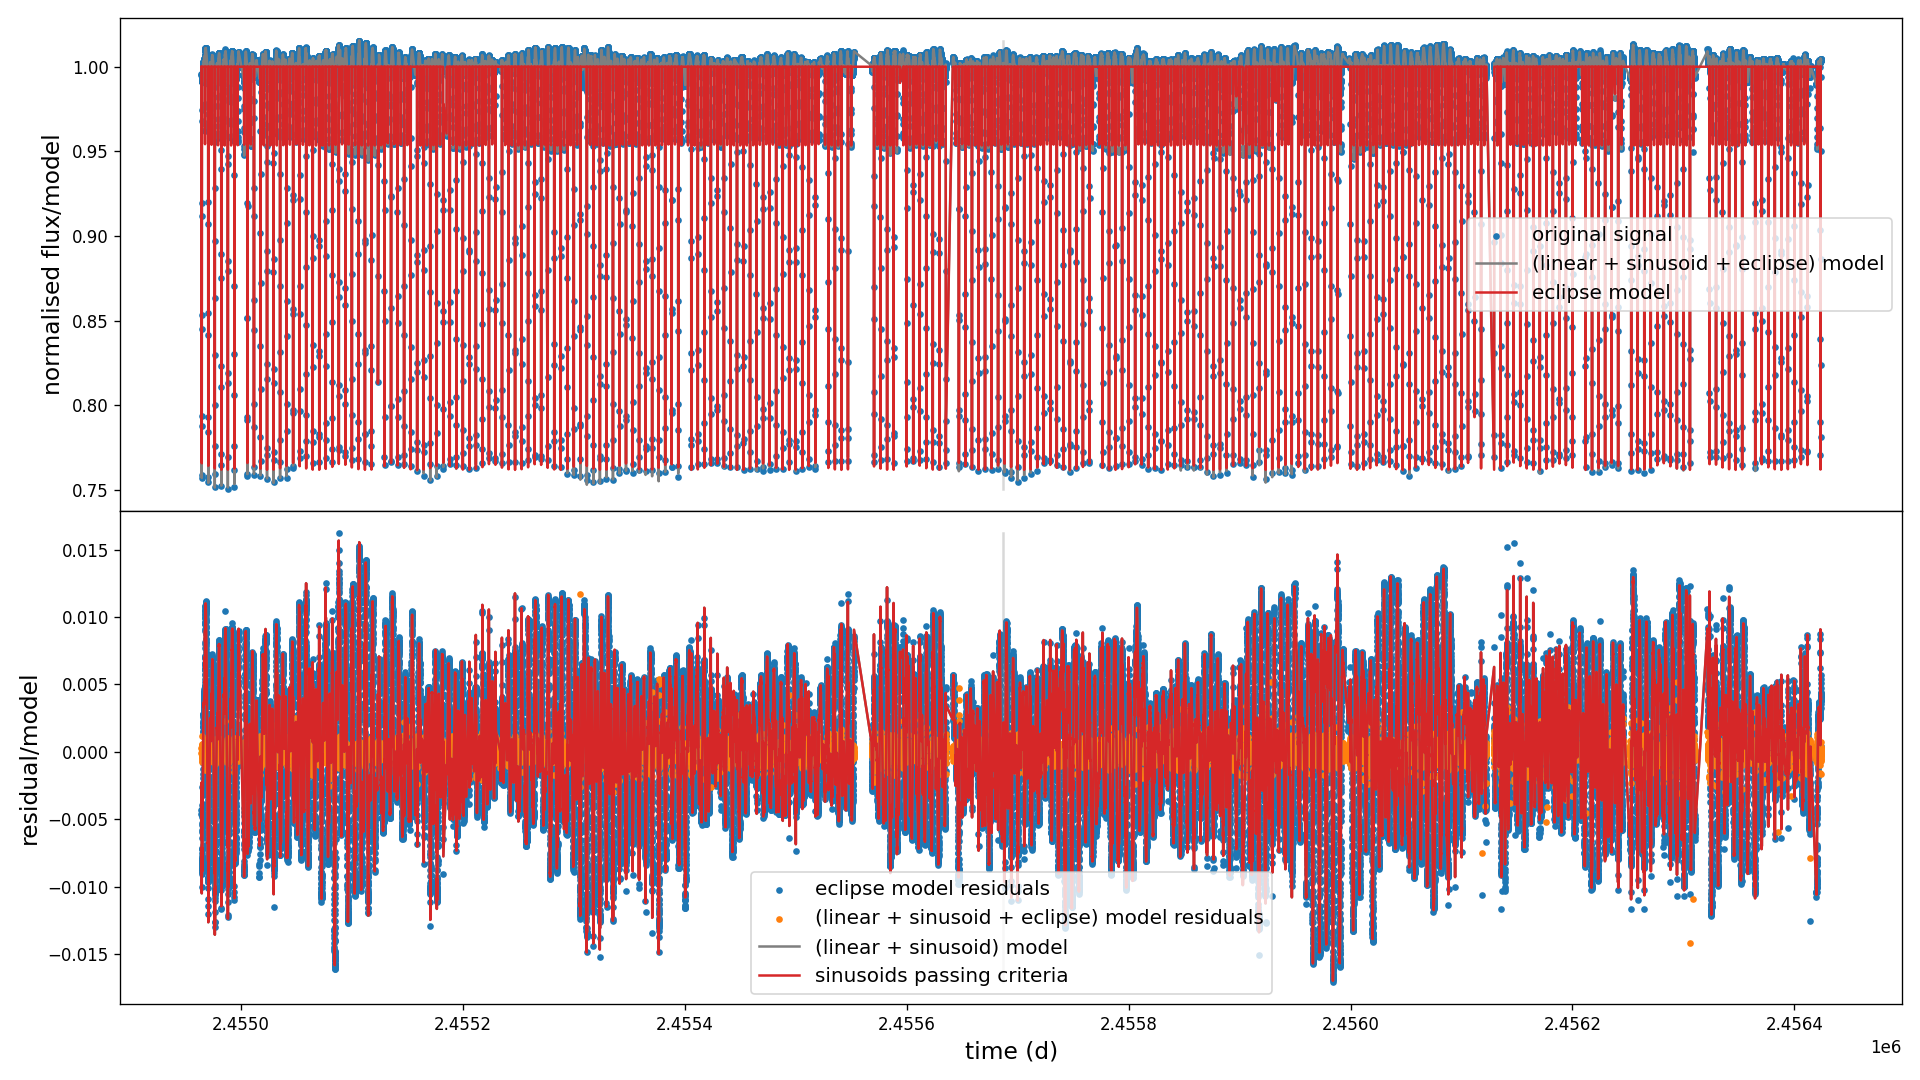 normalised flux/model
1.00
0.95
0.90
0.85
0.80
0.75
original signal
(linear + sinusoid + eclipse) model
eclipse model
residual/model
0.015
0.010
0.005
0.000
−0.005
−0.010
−0.015
eclipse model residuals
(linear + sinusoid + eclipse) model residuals
(linear + sinusoid) model
sinusoids passing criteria
2.4550 2.4552 2.4554 2.4556 2.4558 2.4560 2.4562 2.4564
1e6
time (d)